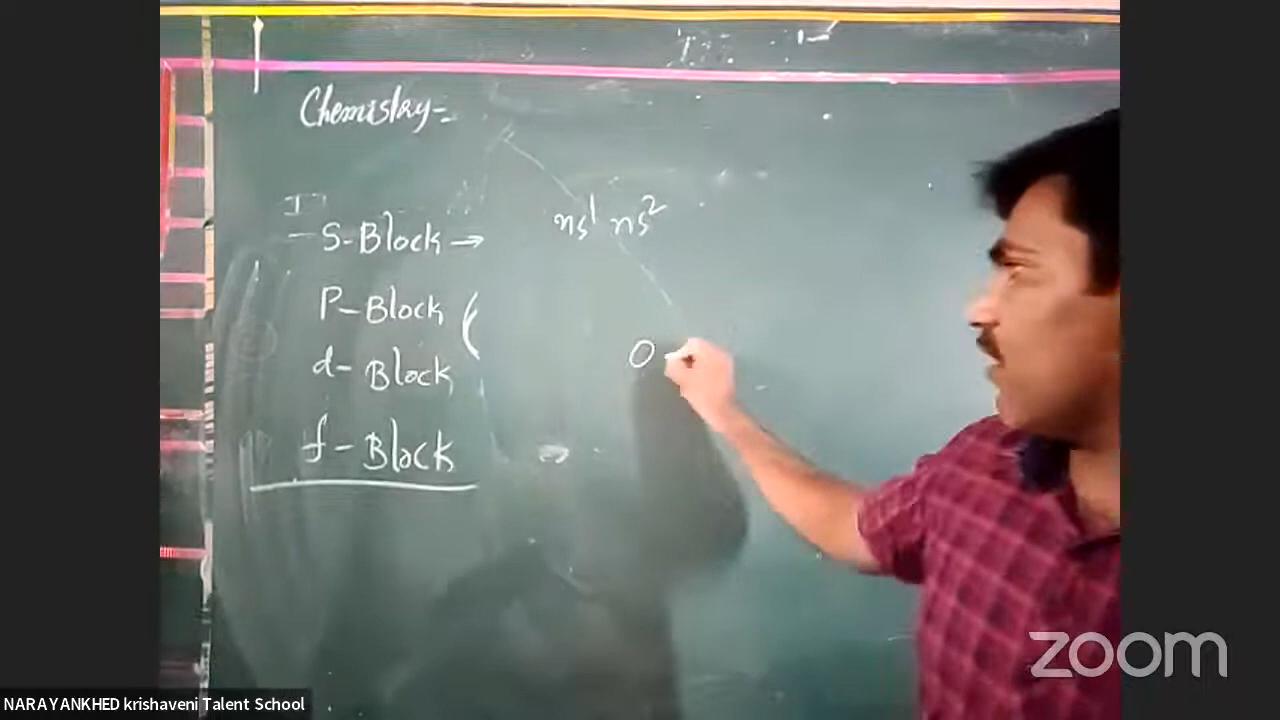 Chemistry-
I
S-Block → ns¹ ns²
P-Block (
d-Block
f-Block
O
zoom
NARAYANKHED krishaveni Talent School